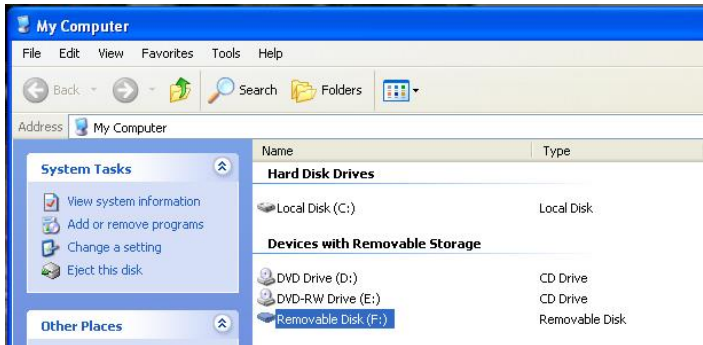 My Computer
File Edit View Favorites Tools Help
Back Search Folders
Address My Computer
System Tasks
View system information
Add or remove programs
Change a setting
Eject this disk
Other Places
Name Type
Hard Disk Drives
Local Disk (C:) Local Disk
Devices with Removable Storage
DVD Drive (D:) CD Drive
DVD-RW Drive (E:) CD Drive
Removable Disk (F:) Removable Disk